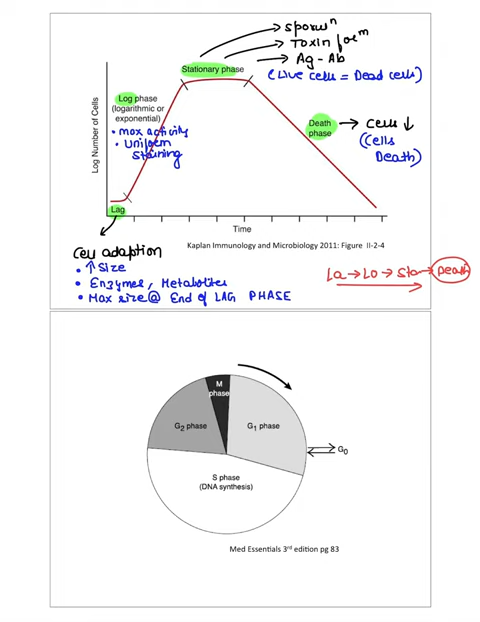 sporusⁿ
Toxin forᵐ
Ag - Ab
Stationary phase
(Live cells = Dead cells)
Log phase
(logarithmic or
exponential)
• max activity
• Uniform
staining
Death
phase
Cells ↓
(Cells
Death)
Log Number of Cells
Lag
Time
Kaplan Immunology and Microbiology 2011: Figure II-2-4
Cell adaption
• ↑ Size
• Enzymes, Metabolites
• Max size @ End of LAG PHASE
La → Lo → Sta → Death
M
phase
G₂ phase
G₁ phase
G₀
S phase
(DNA synthesis)
Med Essentials 3rd edition pg 83